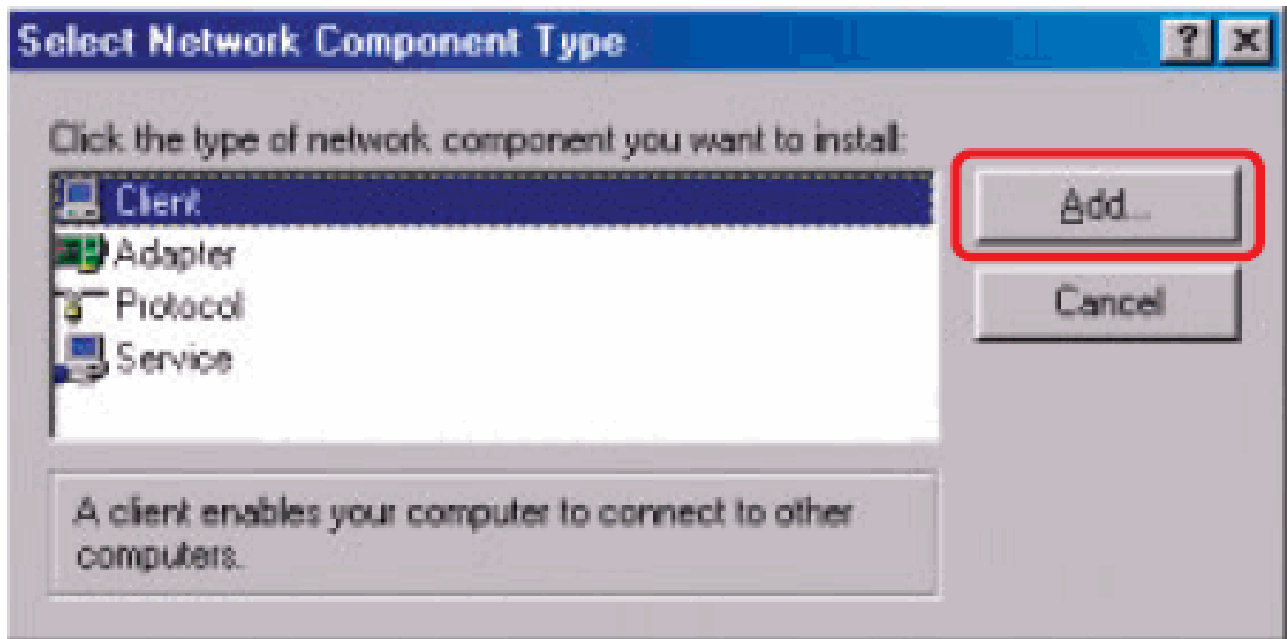 Select Network Component Type
Click the type of network component you want to install:
Client
Adapter
Protocol
Service
Add...
Cancel
A client enables your computer to connect to other
computers.